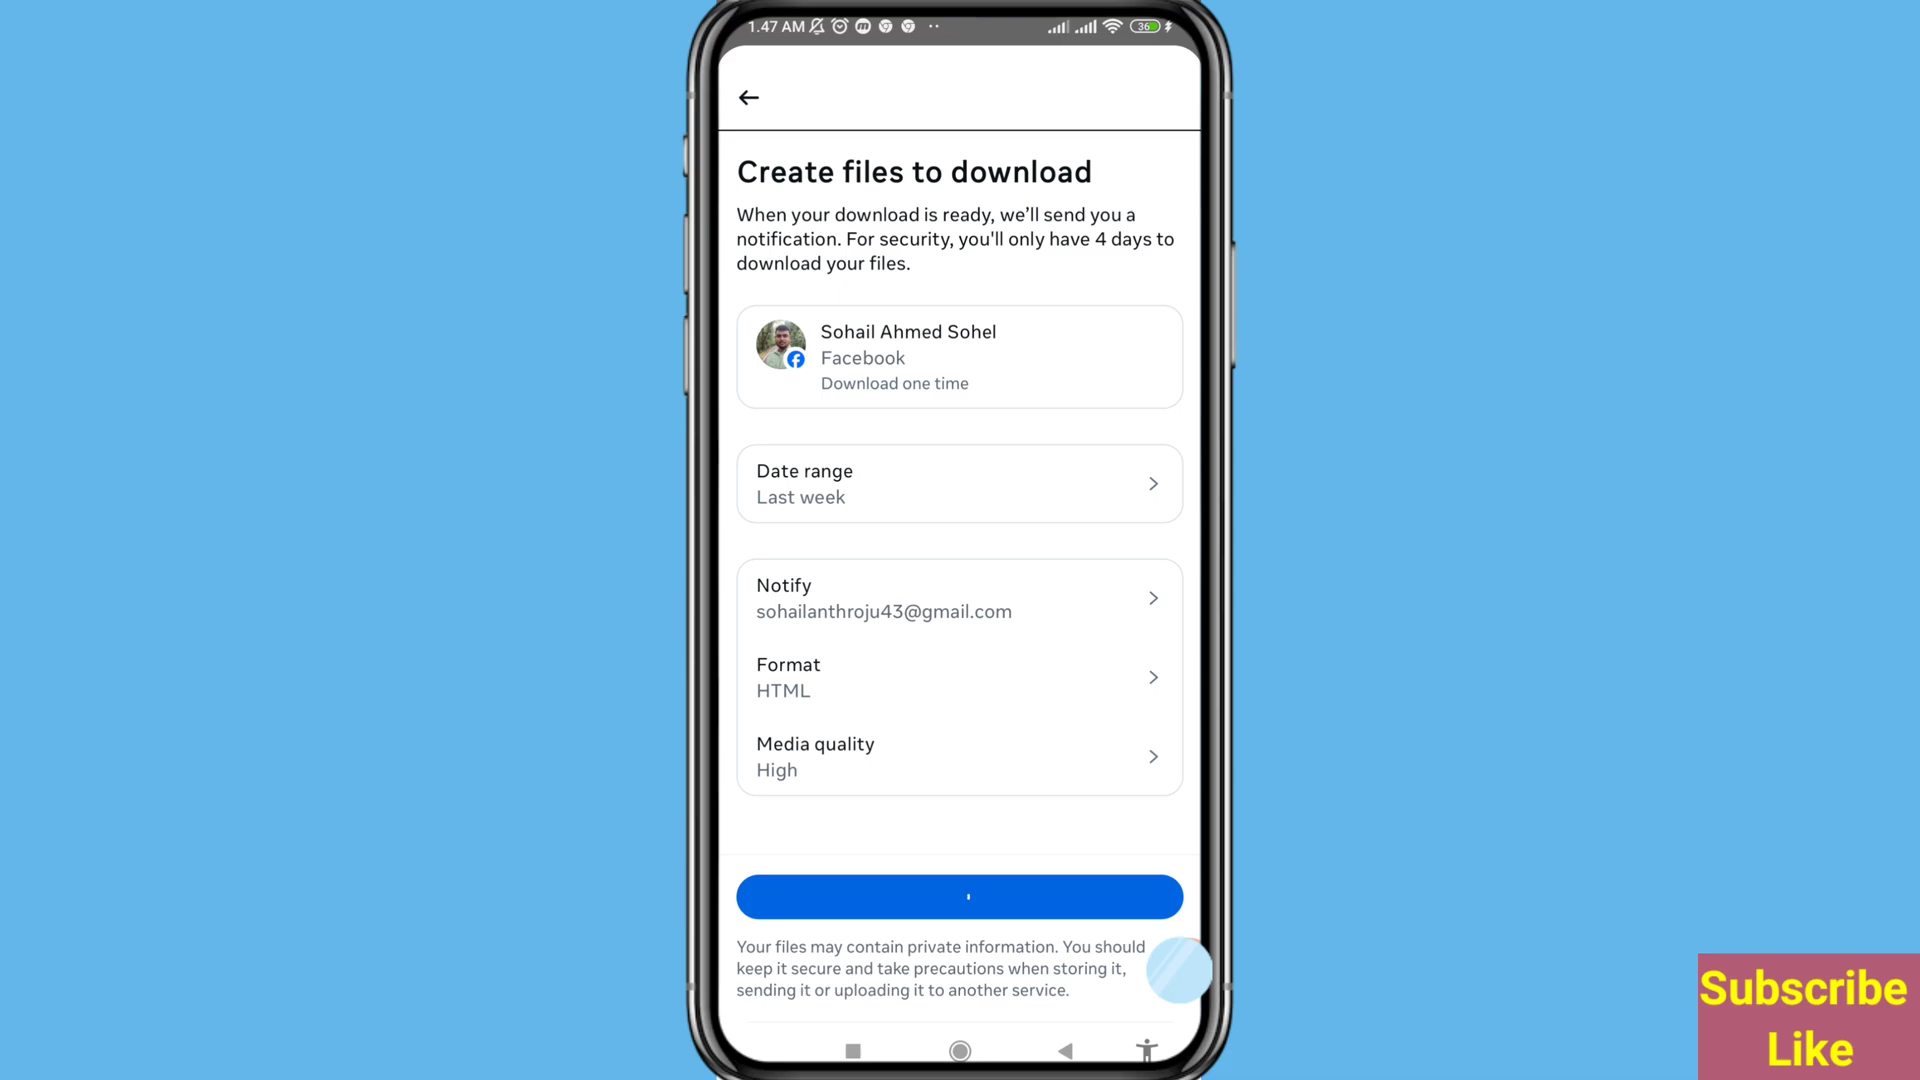 1.47 AM
36
Create files to download
When your download is ready, we’ll send you a
notification. For security, you'll only have 4 days to
download your files.
Sohail Ahmed Sohel
Facebook
Download one time
Date range
Last week
Notify
sohailanthroju43@gmail.com
Format
HTML
Media quality
High
Your files may contain private information. You should
keep it secure and take precautions when storing it,
sending it or uploading it to another service.
Subscribe
Like